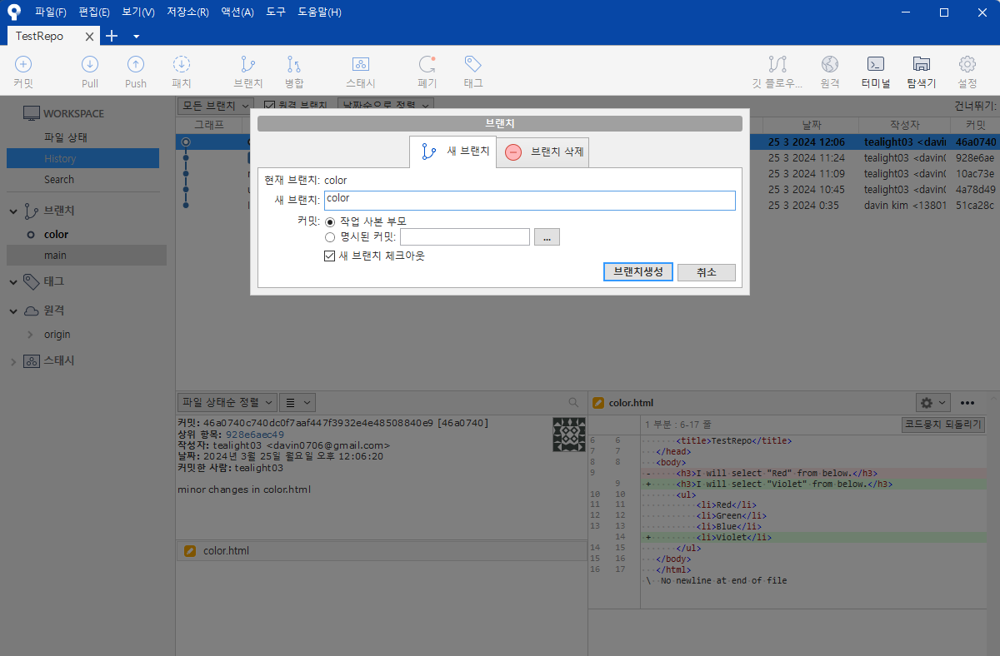 파일(F) 편집(E) 보기(V) 저장소(R) 액션(A) 도구 도움말(H)
TestRepo
커밋 Pull Push 패치 브랜치 병합 스태시 폐기 태그 깃 플로우... 원격 터미널 탐색기 설정
WORKSPACE
파일 상태
History
Search
브랜치
color
main
태그
원격
origin
스태시
모든 브랜치 원격 브랜치 날짜순으로 정렬 건너뛰기:
그래프 날짜 작성자 커밋
25 3 2024 12:06 tealight03 <davin 46a0740
25 3 2024 11:24 tealight03 <davin0 928e6ae
25 3 2024 11:09 tealight03 <davin0 10ac73e
25 3 2024 10:45 tealight03 <davin0 4a78d49
25 3 2024 0:35 davin kim <13801 51ca28c
브랜치
새 브랜치 브랜치 삭제
현재 브랜치: color
새 브랜치: color
커밋: 작업 사본 부모
명시된 커밋: ...
새 브랜치 체크아웃
브랜치생성 취소
파일 상태순 정렬
커밋: 46a0740c740dc0f7aaf447f3932e4e48508840e9 [46a0740]
상위 항목: 928e6aec49
작성자: tealight03 <davin0706@gmail.com>
날짜: 2024년 3월 25일 월요일 오후 12:06:20
커밋한 사람: tealight03
minor changes in color.html
color.html
color.html
1 부분 : 6-17 줄 코드뭉치 되돌리기
6 6 <title>TestRepo</title>
7 7 </head>
8 8 <body>
9 - <h3>I will select "Red" from below.</h3>
9 + <h3>I will select "Violet" from below.</h3>
10 10 <ul>
11 11 <li>Red</li>
12 12 <li>Green</li>
13 13 <li>Blue</li>
14 + <li>Violet</li>
14 15 </ul>
15 16 </body>
16 17 </html>
\ No newline at end of file